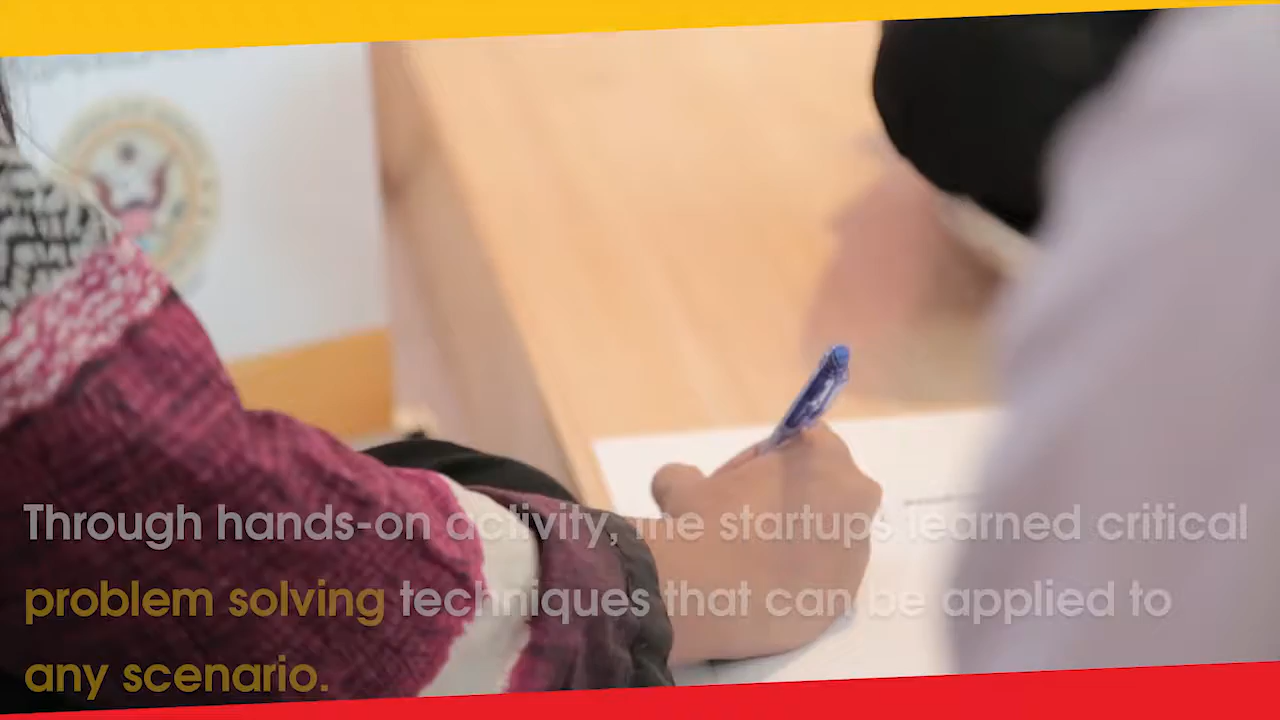 Through hands-on activity, the startups learned critical
problem solving techniques that can be applied to
any scenario.